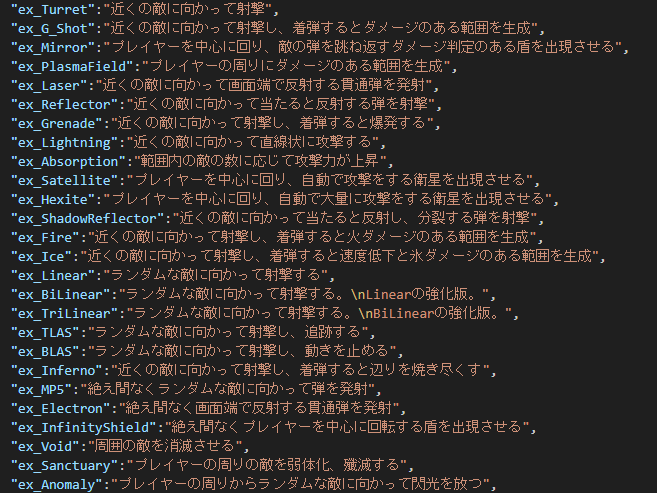 "ex_Turret":"近くの敵に向かって射撃",
"ex_G_Shot":"近くの敵に向かって射撃し、着弾するとダメージのある範囲を生成",
"ex_Mirror":"プレイヤーを中心に回り、敵の弾を跳ね返すダメージ判定のある盾を出現させる",
"ex_PlasmaField":"プレイヤーの周りにダメージのある範囲を生成",
"ex_Laser":"近くの敵に向かって画面端で反射する貫通弾を発射",
"ex_Reflector":"近くの敵に向かって当たると反射する弾を射撃",
"ex_Grenade":"近くの敵に向かって射撃し、着弾すると爆発する",
"ex_Lightning":"近くの敵に向かって直線状に攻撃する",
"ex_Absorption":"範囲内の敵の数に応じて攻撃力が上昇",
"ex_Satellite":"プレイヤーを中心に回り、自動で攻撃をする衛星を出現させる",
"ex_Hexite":"プレイヤーを中心に回り、自動で大量に攻撃をする衛星を出現させる",
"ex_ShadowReflector":"近くの敵に向かって当たると反射し、分裂する弾を射撃",
"ex_Fire":"近くの敵に向かって射撃し、着弾すると火ダメージのある範囲を生成",
"ex_Ice":"近くの敵に向かって射撃し、着弾すると速度低下と氷ダメージのある範囲を生成",
"ex_Linear":"ランダムな敵に向かって射撃する",
"ex_BiLinear":"ランダムな敵に向かって射撃する。\nLinearの強化版。",
"ex_TriLinear":"ランダムな敵に向かって射撃する。\nBiLinearの強化版。",
"ex_TLAS":"ランダムな敵に向かって射撃し、追跡する",
"ex_BLAS":"ランダムな敵に向かって射撃し、動きを止める",
"ex_Inferno":"近くの敵に向かって射撃し、着弾すると辺りを焼き尽くす",
"ex_MP5":"絶え間なくランダムな敵に向かって弾を発射",
"ex_Electron":"絶え間なく画面端で反射する貫通弾を発射",
"ex_InfinityShield":"絶え間なくプレイヤーを中心に回転する盾を出現させる",
"ex_Void":"周囲の敵を消滅させる",
"ex_Sanctuary":"プレイヤーの周りの敵を弱体化、殲滅する",
"ex_Anomaly":"プレイヤーの周りからランダムな敵に向かって閃光を放つ",